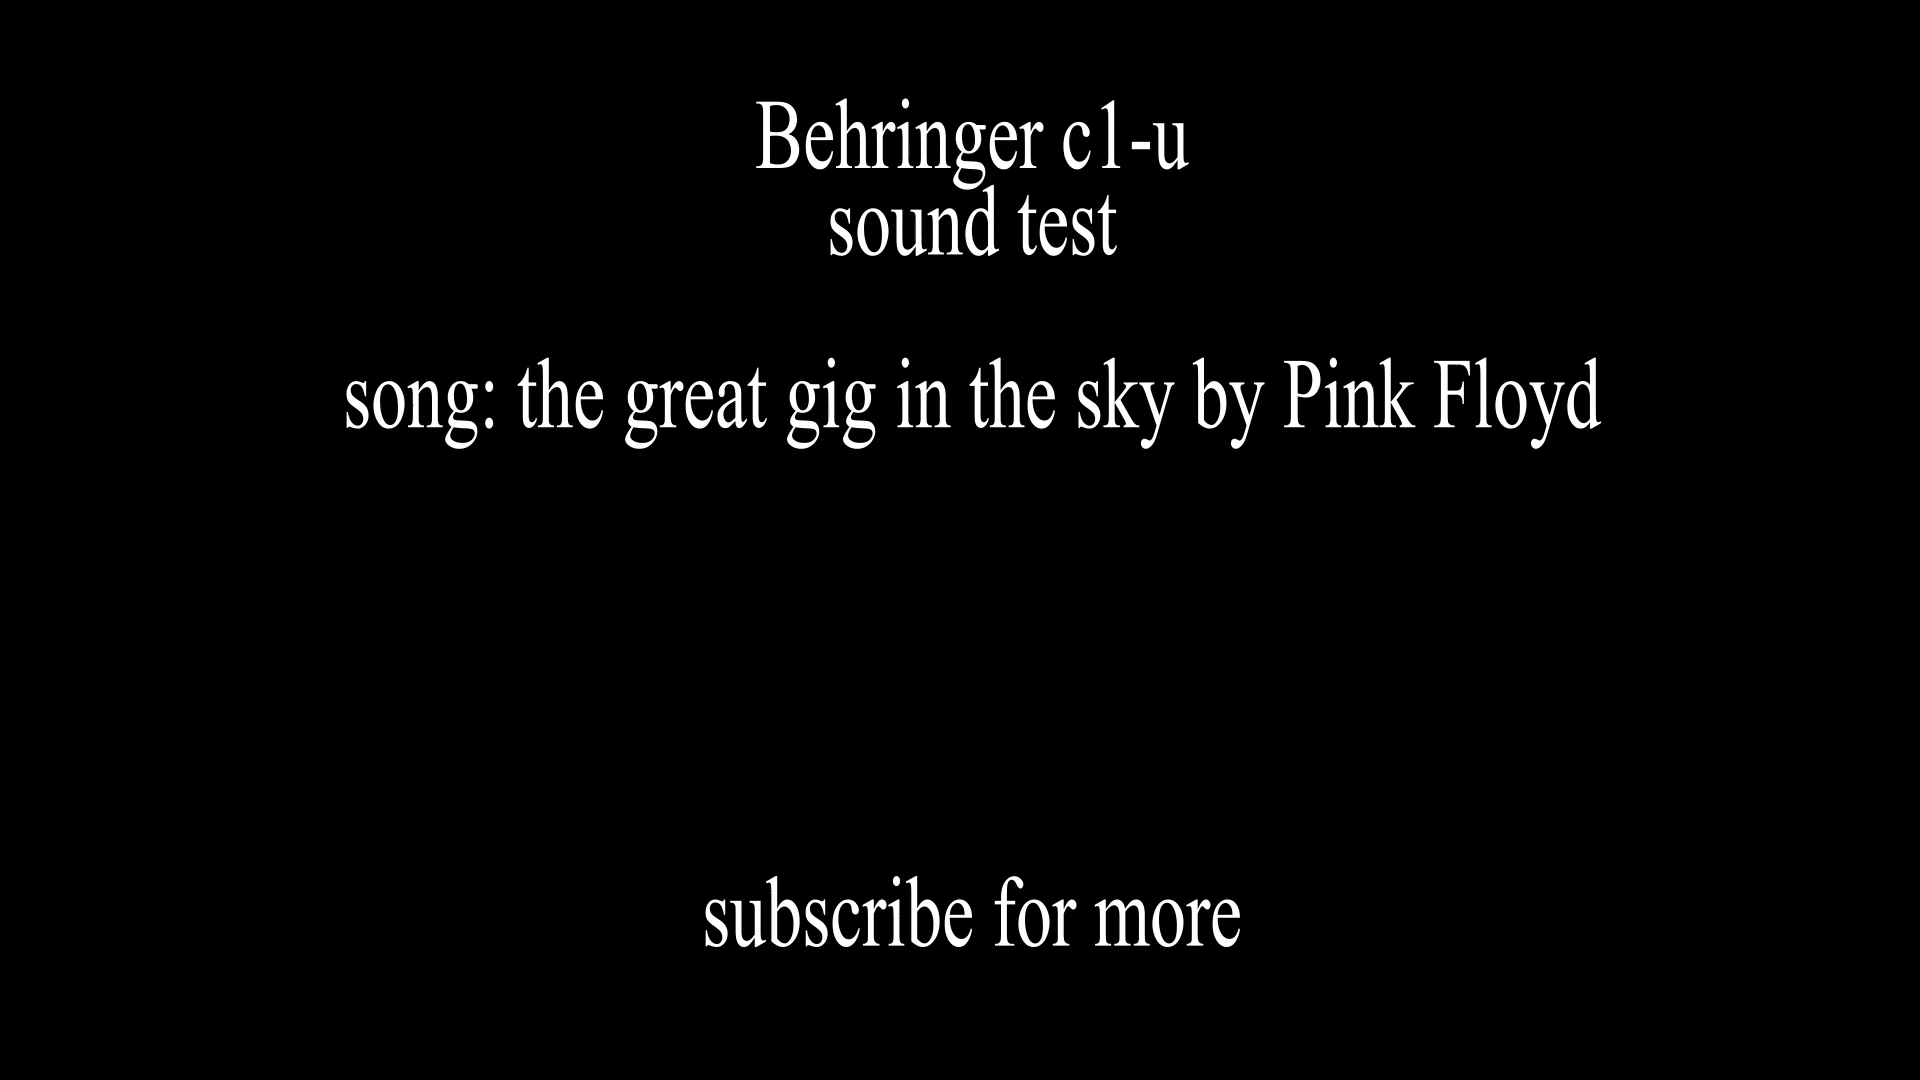 Behringer c1-u
sound test
song: the great gig in the sky by Pink Floyd
subscribe for more